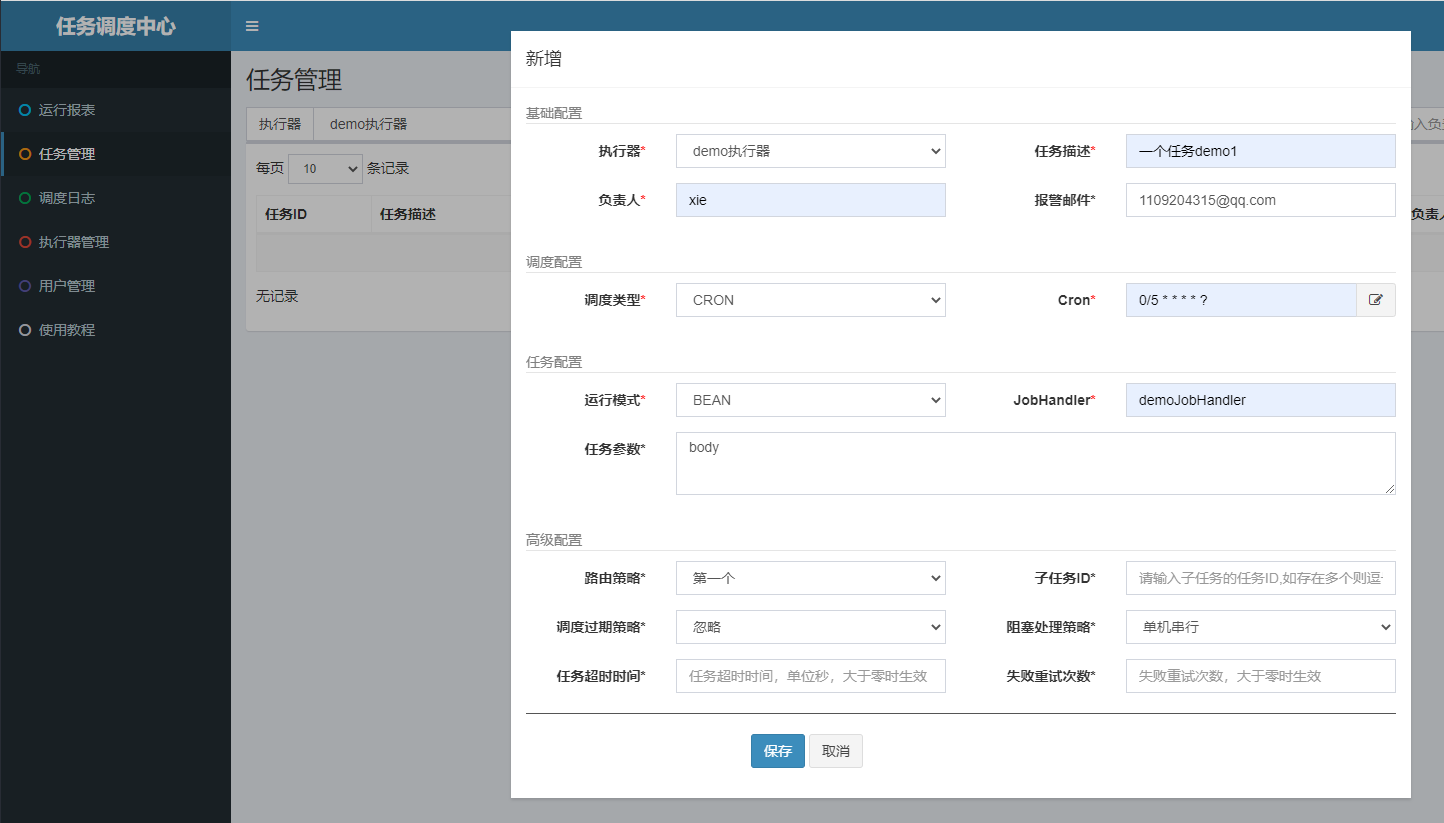 任务调度中心
导航
运行报表
任务管理
调度日志
执行器管理
用户管理
使用教程
任务管理
执行器 demo执行器
每页 10 条记录
任务ID 任务描述
无记录
负责人
新增
基础配置
执行器* demo执行器 任务描述* 一个任务demo1
负责人* xie 报警邮件* 1109204315@qq.com
调度配置
调度类型* CRON Cron* 0/5 * * * * ?
任务配置
运行模式* BEAN JobHandler* demoJobHandler
任务参数* body
高级配置
路由策略* 第一个 子任务ID* 请输入子任务的任务ID,如存在多个则逗
调度过期策略* 忽略 阻塞处理策略* 单机串行
任务超时时间* 任务超时时间，单位秒，大于零时生效 失败重试次数* 失败重试次数，大于零时生效
保存 取消